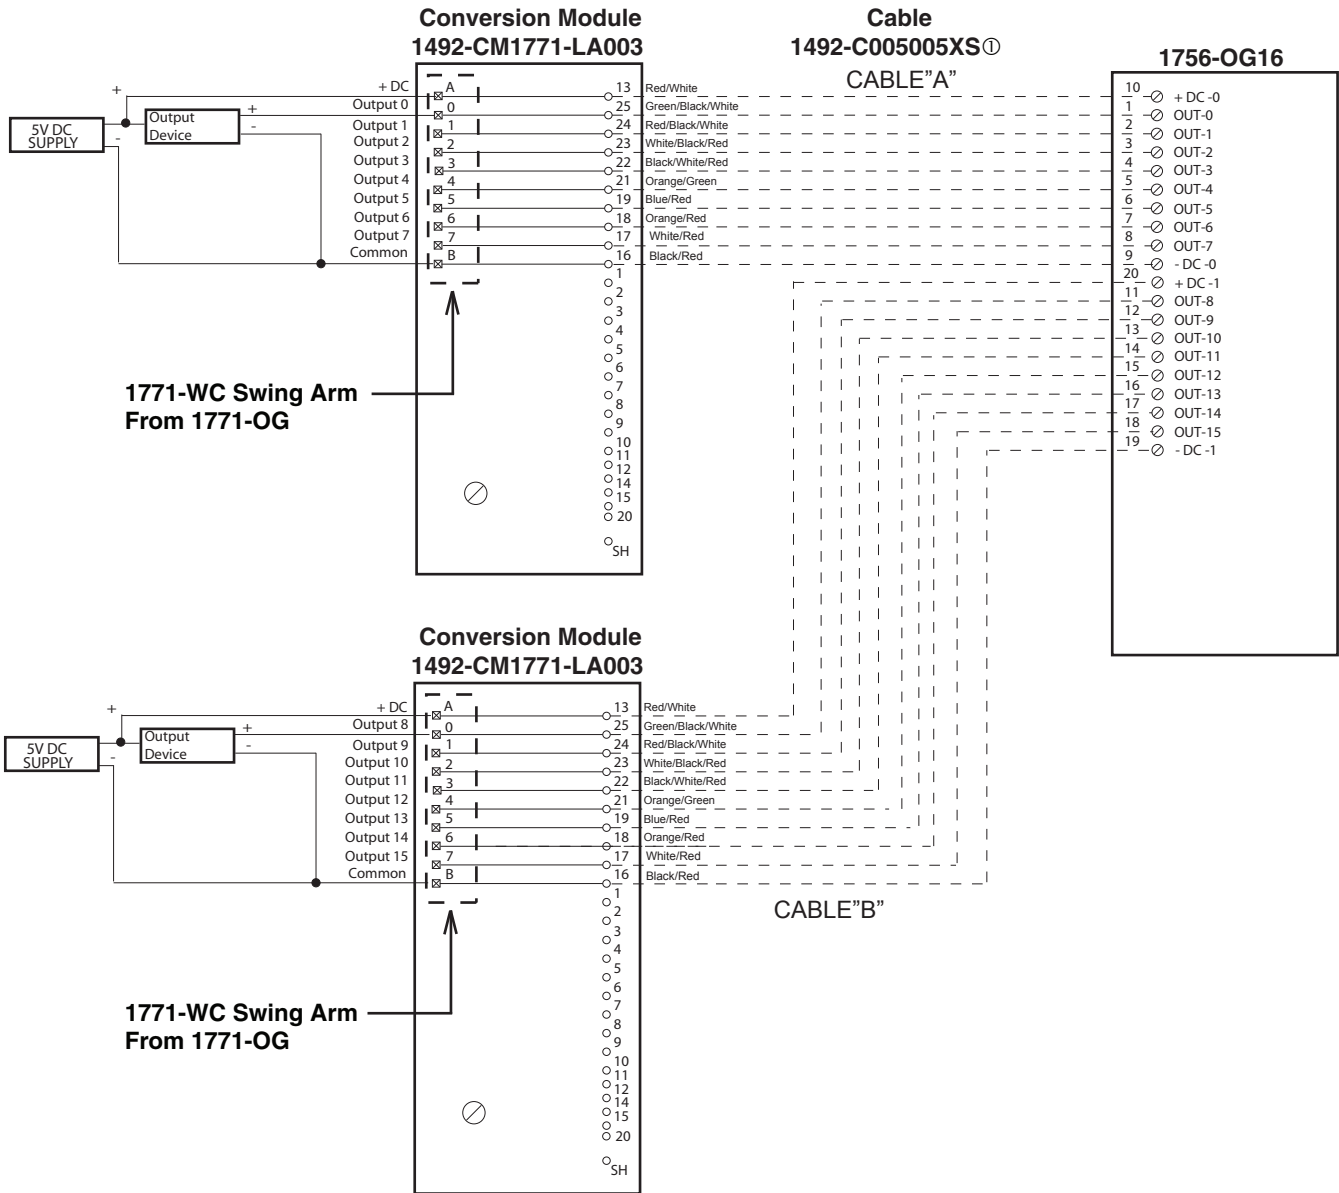 Conversion Module
1492-CM1771-LA003
Cable
1492-C005005XS①
CABLE"A"
1756-OG16
+
5V DC
SUPPLY
-
Output
Device
+
-
+ DC
Output 0
Output 1
Output 2
Output 3
Output 4
Output 5
Output 6
Output 7
Common
A
0
1
2
3
4
5
6
7
B
13 Red/White
25 Green/Black/White
24 Red/Black/White
23 White/Black/Red
22 Black/White/Red
21 Orange/Green
19 Blue/Red
18 Orange/Red
17 White/Red
16 Black/Red
1
2
3
4
5
6
7
8
9
10
11
12
14
15
20
SH
10 + DC -0
1 OUT-0
2 OUT-1
3 OUT-2
4 OUT-3
5 OUT-4
6 OUT-5
7 OUT-6
8 OUT-7
9 - DC -0
20 + DC -1
11 OUT-8
12 OUT-9
13 OUT-10
14 OUT-11
15 OUT-12
16 OUT-13
17 OUT-14
18 OUT-15
19 - DC -1
1771-WC Swing Arm
From 1771-OG
Conversion Module
1492-CM1771-LA003
+
5V DC
SUPPLY
-
Output
Device
+
-
+ DC
Output 8
Output 9
Output 10
Output 11
Output 12
Output 13
Output 14
Output 15
Common
A
0
1
2
3
4
5
6
7
B
13 Red/White
25 Green/Black/White
24 Red/Black/White
23 White/Black/Red
22 Black/White/Red
21 Orange/Green
19 Blue/Red
18 Orange/Red
17 White/Red
16 Black/Red
1
2
3
4
5
6
7
8
9
10
11
12
14
15
20
SH
CABLE"B"
1771-WC Swing Arm
From 1771-OG